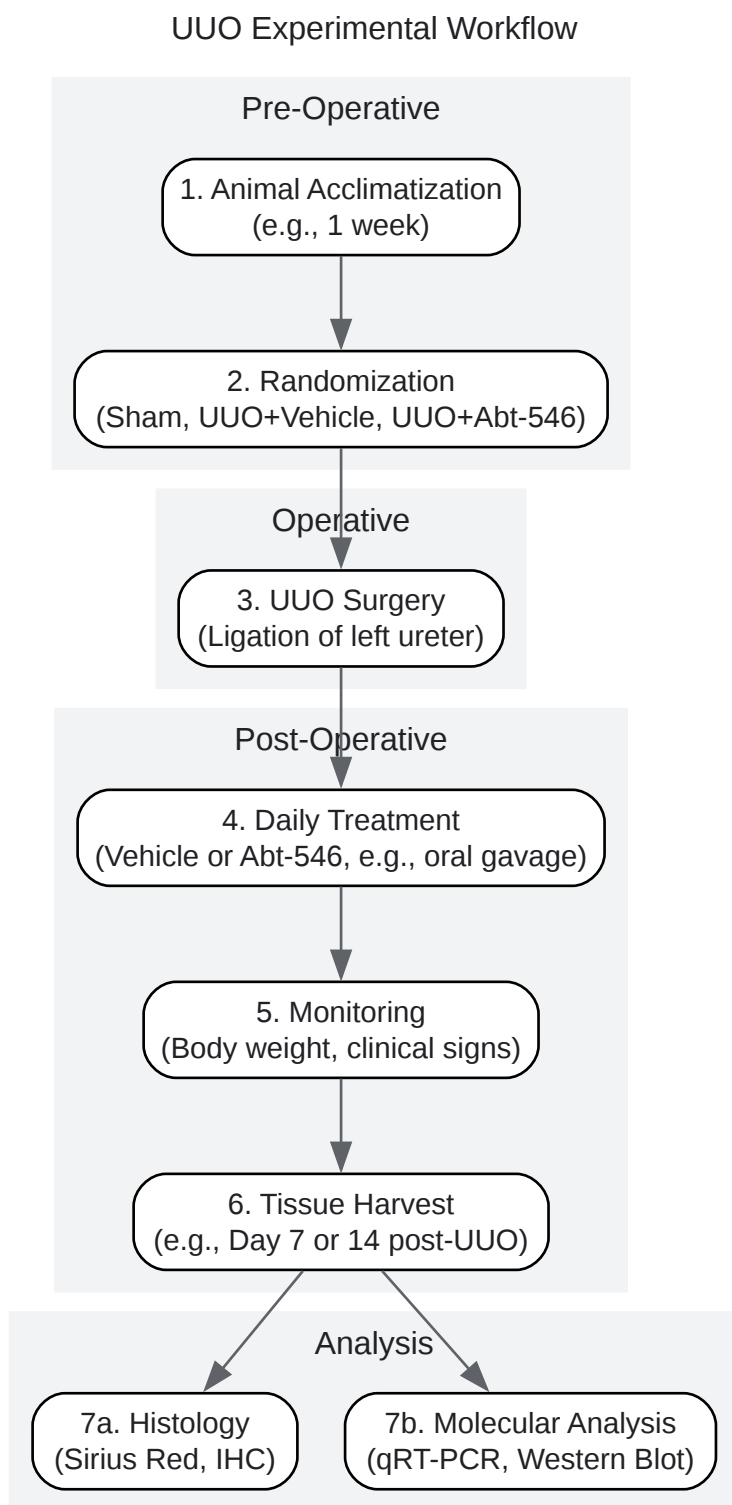 UUO Experimental Workflow
Pre-Operative
1. Animal Acclimatization
(e.g., 1 week)
2. Randomization
(Sham, UUO+Vehicle, UUO+Abt-546)
Operative
3. UUO Surgery
(Ligation of left ureter)
Post-Operative
4. Daily Treatment
(Vehicle or Abt-546, e.g., oral gavage)
5. Monitoring
(Body weight, clinical signs)
6. Tissue Harvest
(e.g., Day 7 or 14 post-UUO)
Analysis
7a. Histology
(Sirius Red, IHC)
7b. Molecular Analysis
(qRT-PCR, Western Blot)